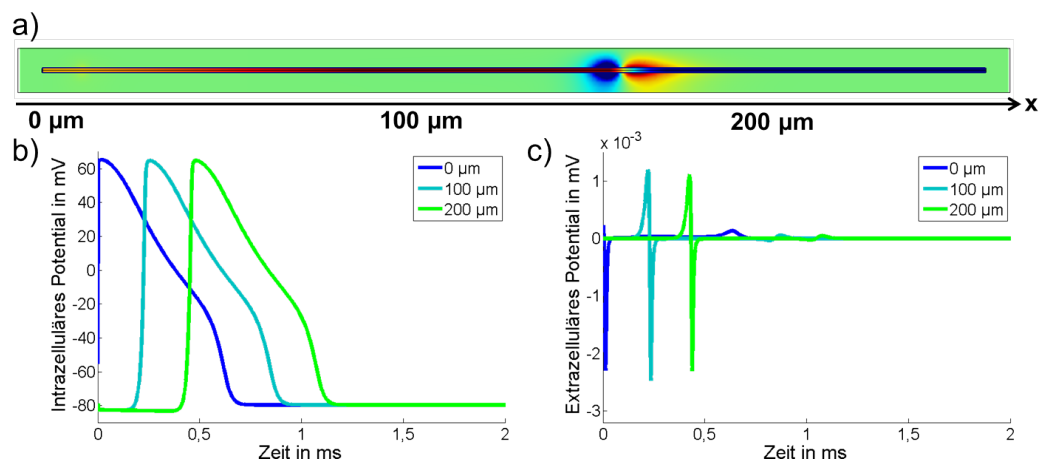 a)
0 µm 100 µm 200 µm x
b)
Intrazelluläres Potential in mV
60
40
20
0
-20
-40
-60
-80
0 0,5 1 1,5 2
Zeit in ms
0 µm
100 µm
200 µm
c)
x 10⁻³
Extrazelluläres Potential in mV
1
0
-1
-2
-3
0 0,5 1 1,5 2
Zeit in ms
0 µm
100 µm
200 µm